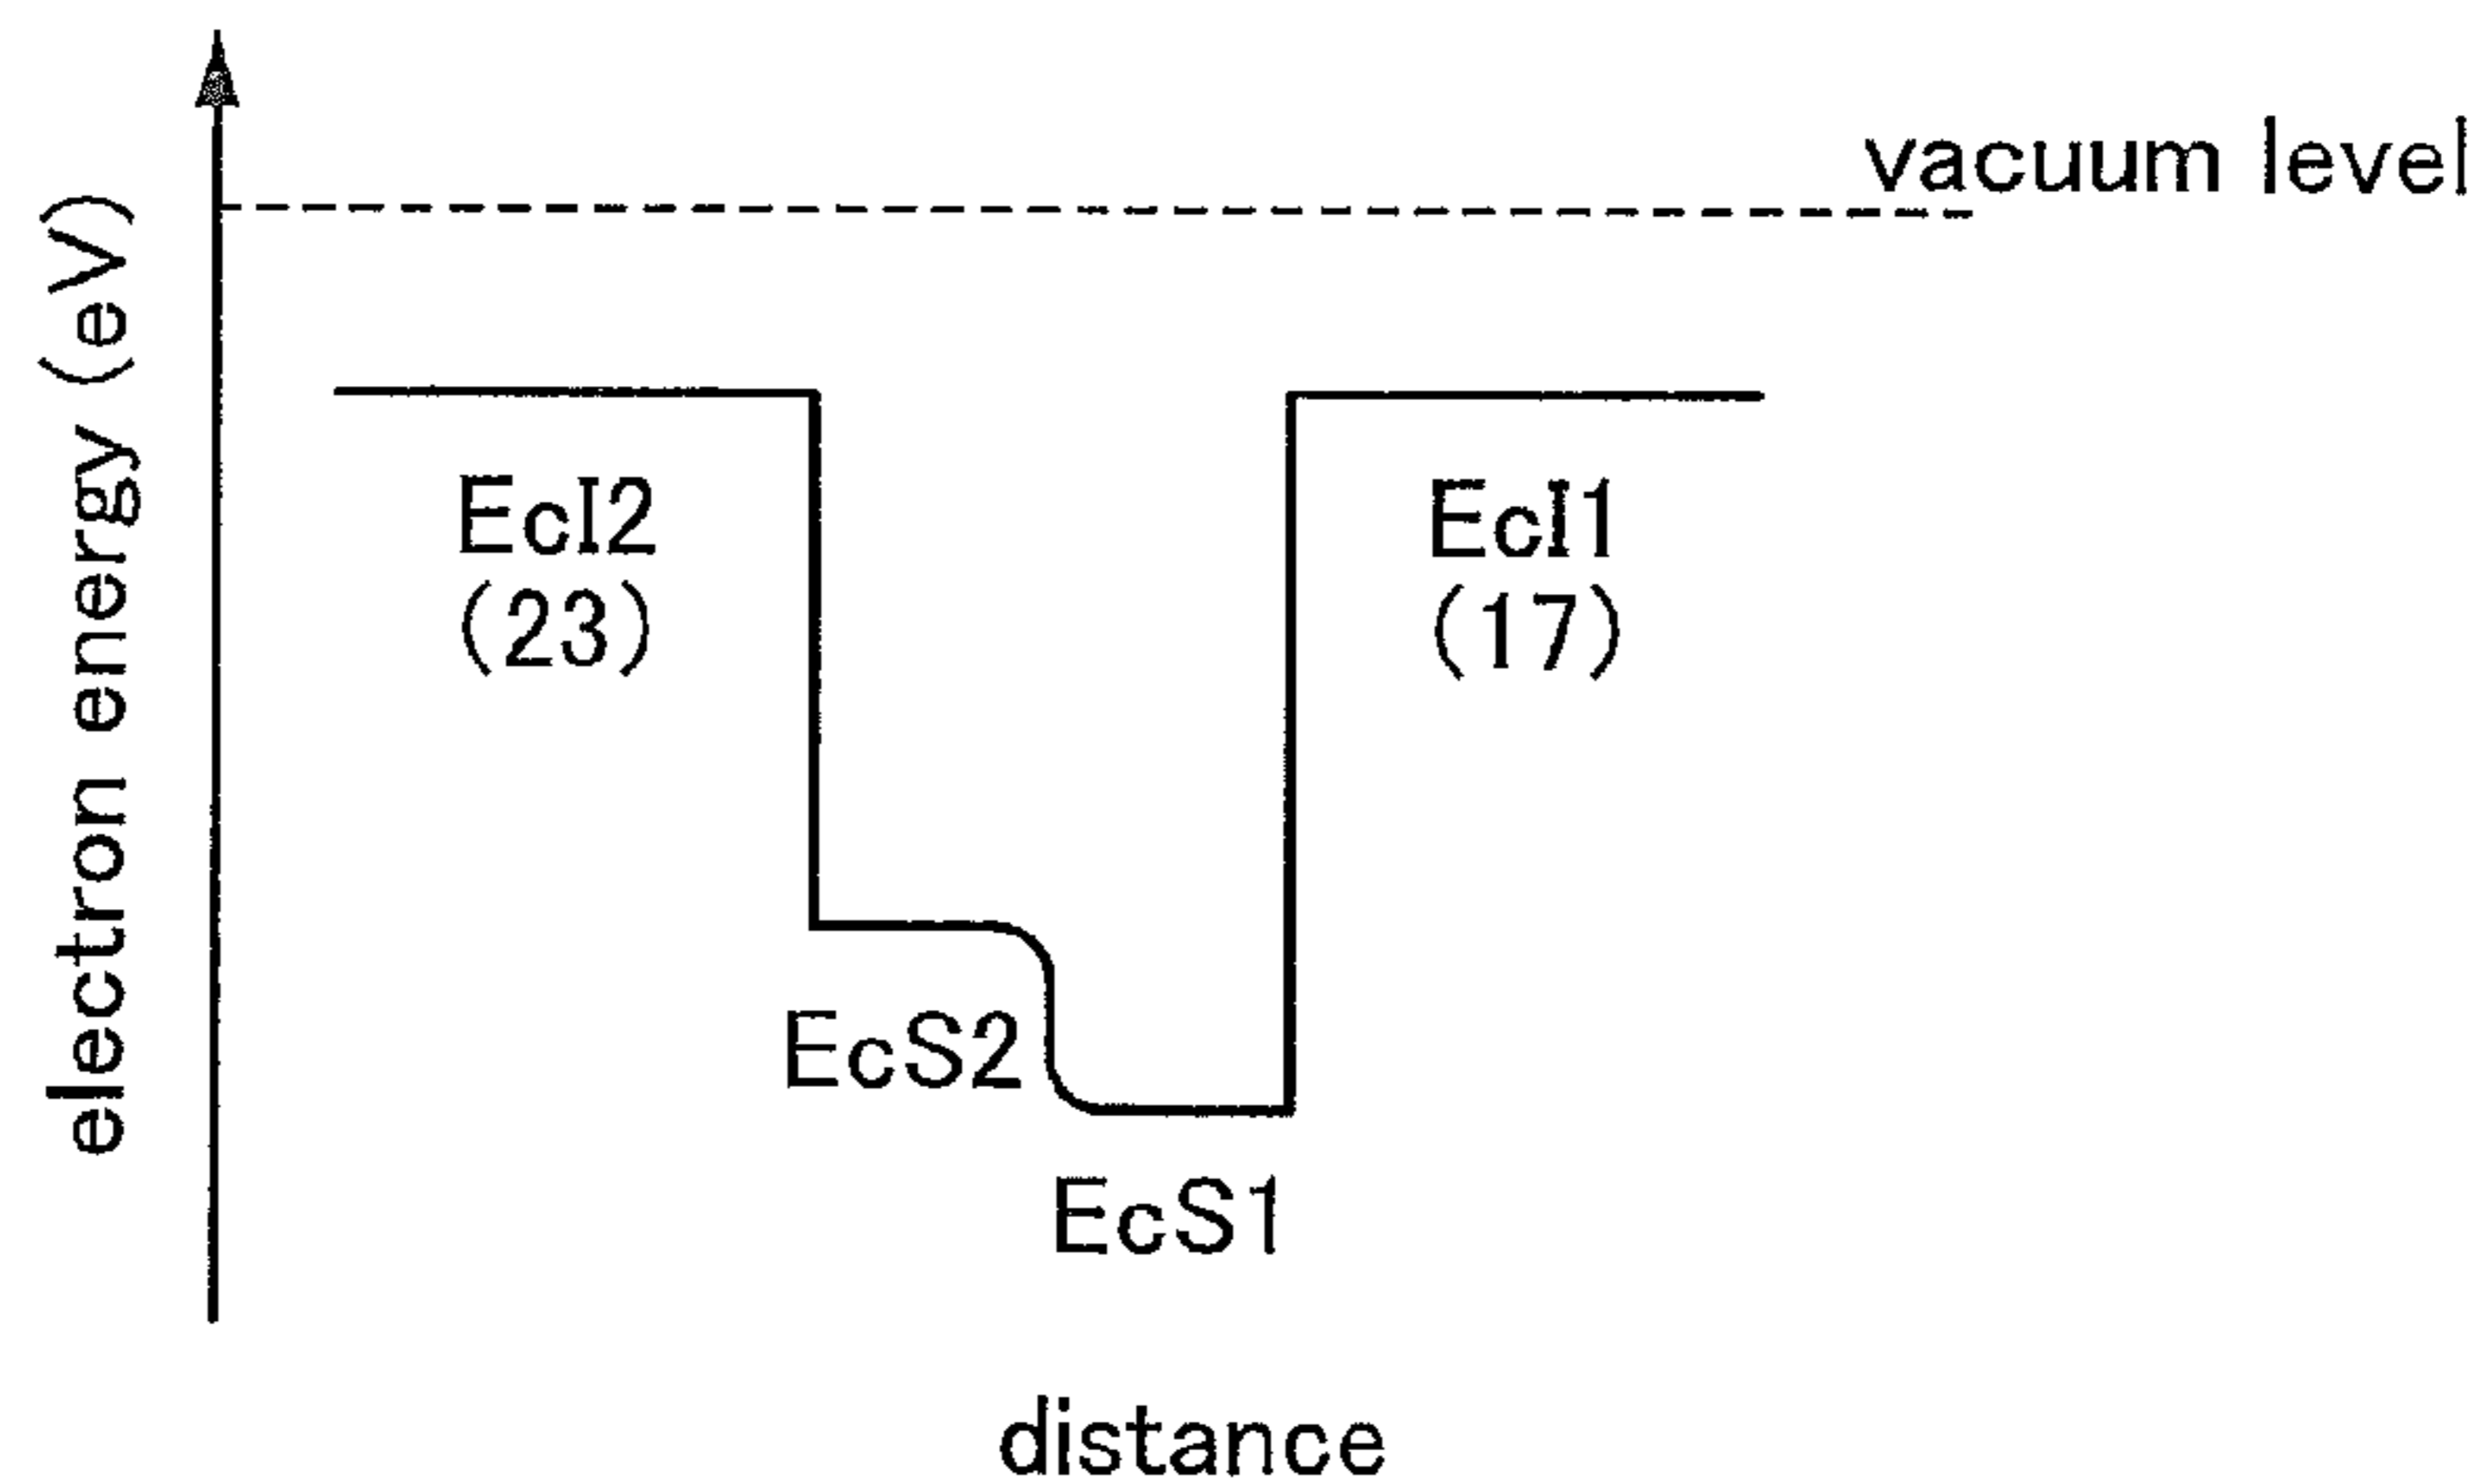 electron energy (eV)
vacuum level
EcI2
(23)
EcI1
(17)
EcS2
EcS1
distance